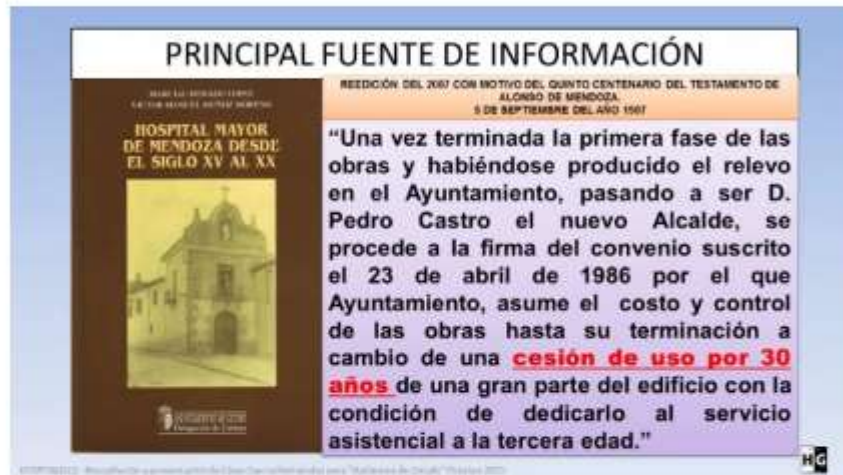 PRINCIPAL FUENTE DE INFORMACIÓN
HOSPITAL MAYOR
DE MENDOZA DESDE
EL SIGLO XV AL XX
REEDICIÓN DEL 2007 CON MOTIVO DEL QUINTO CENTENARIO DEL TESTAMENTO DE
ALONSO DE MENDOZA.
5 DE SEPTIEMBRE DEL AÑO 1507
“Una vez terminada la primera fase de las
obras y habiéndose producido el relevo
en el Ayuntamiento, pasando a ser D.
Pedro Castro el nuevo Alcalde, se
procede a la firma del convenio suscrito
el 23 de abril de 1986 por el que
Ayuntamiento, asume el costo y control
de las obras hasta su terminación a
cambio de una cesión de uso por 30
años de una gran parte del edificio con la
condición de dedicarlo al servicio
asistencial a la tercera edad.”
HG